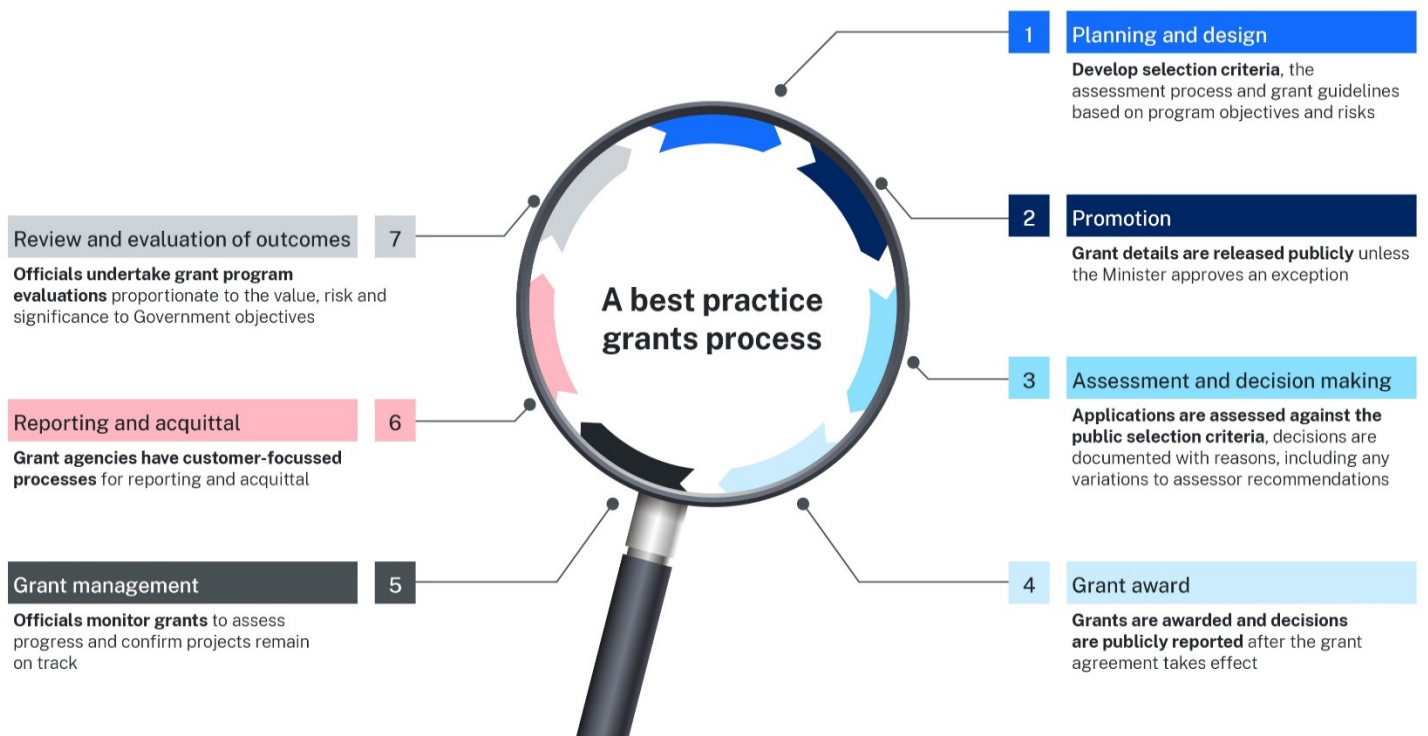 A best practice
grants process
1
Planning and design
Develop selection criteria, the
assessment process and grant guidelines
based on program objectives and risks
2
Promotion
Grant details are released publicly unless
the Minister approves an exception
3
Assessment and decision making
Applications are assessed against the
public selection criteria, decisions are
documented with reasons, including any
variations to assessor recommendations
4
Grant award
Grants are awarded and decisions
are publicly reported after the grant
agreement takes effect
Grant management
5
Officials monitor grants to assess
progress and confirm projects remain
on track
Reporting and acquittal
6
Grant agencies have customer-focussed
processes for reporting and acquittal
Review and evaluation of outcomes
7
Officials undertake grant program
evaluations proportionate to the value, risk and
significance to Government objectives